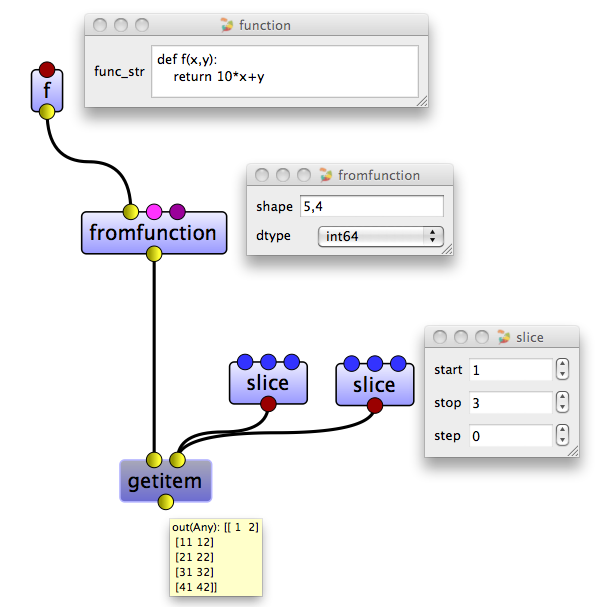 function
func_str
def f(x,y):
return 10*x+y
f
fromfunction
shape 5,4
dtype int64
fromfunction
slice
start 1
stop 3
step 0
slice
slice
getitem
out(Any): [[ 1 2]
[11 12]
[21 22]
[31 32]
[41 42]]